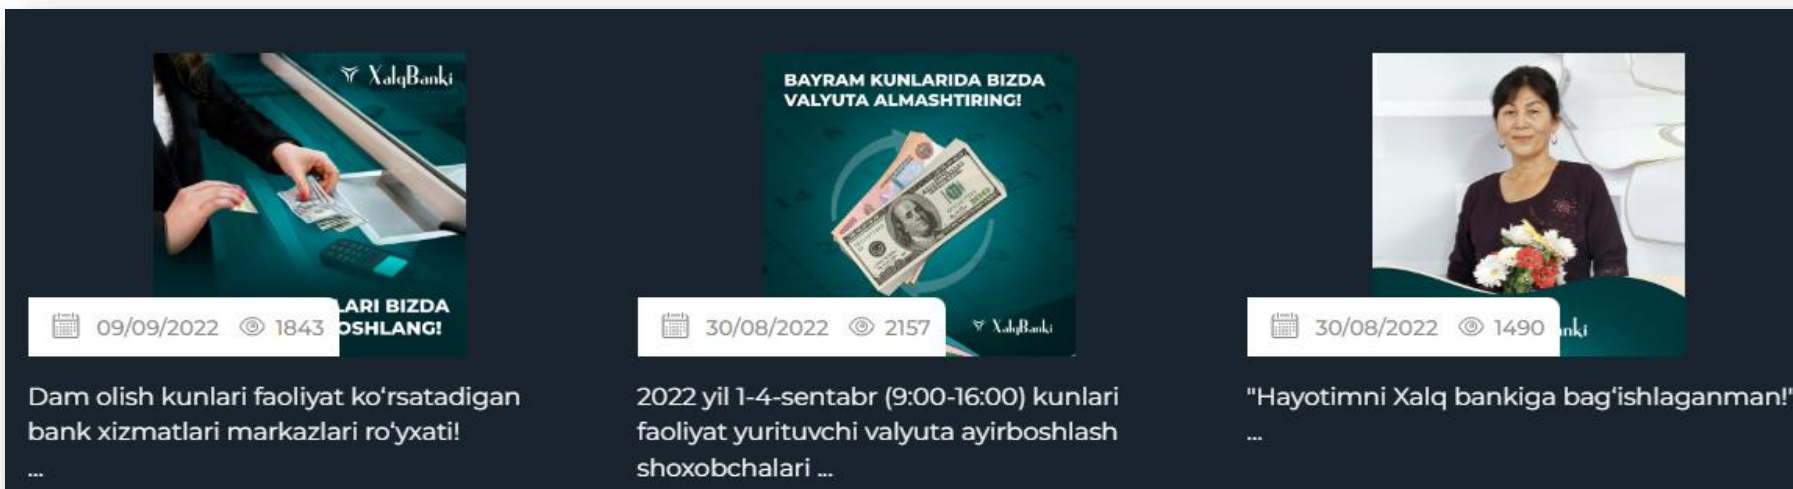 XalqBanki
LARI BIZDA
OSHLANG!
09/09/2022 1843
Dam olish kunlari faoliyat ko‘rsatadigan
bank xizmatlari markazlari ro‘yxati!
...
BAYRAM KUNLARIDA BIZDA
VALYUTA ALMASHTIRING!
XalqBanki
30/08/2022 2157
2022 yil 1-4-sentabr (9:00-16:00) kunlari
faoliyat yurituvchi valyuta ayirboshlash
shoxobchalari ...
nki
30/08/2022 1490
"Hayotimni Xalq bankiga bag‘ishlaganman!"
...